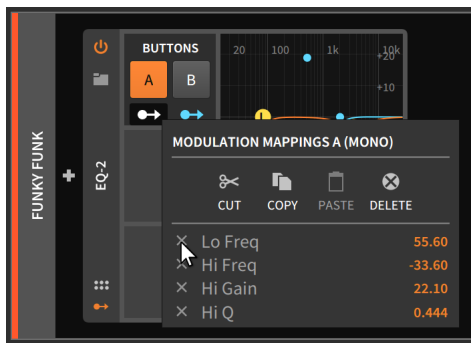 FUNKY FUNK
EQ-2
BUTTONS
A
B
20 100 1k 10k
+20
+10
L
MODULATION MAPPINGS A (MONO)
CUT COPY PASTE DELETE
Lo Freq 55.60
Hi Freq -33.60
Hi Gain 22.10
Hi Q 0.444